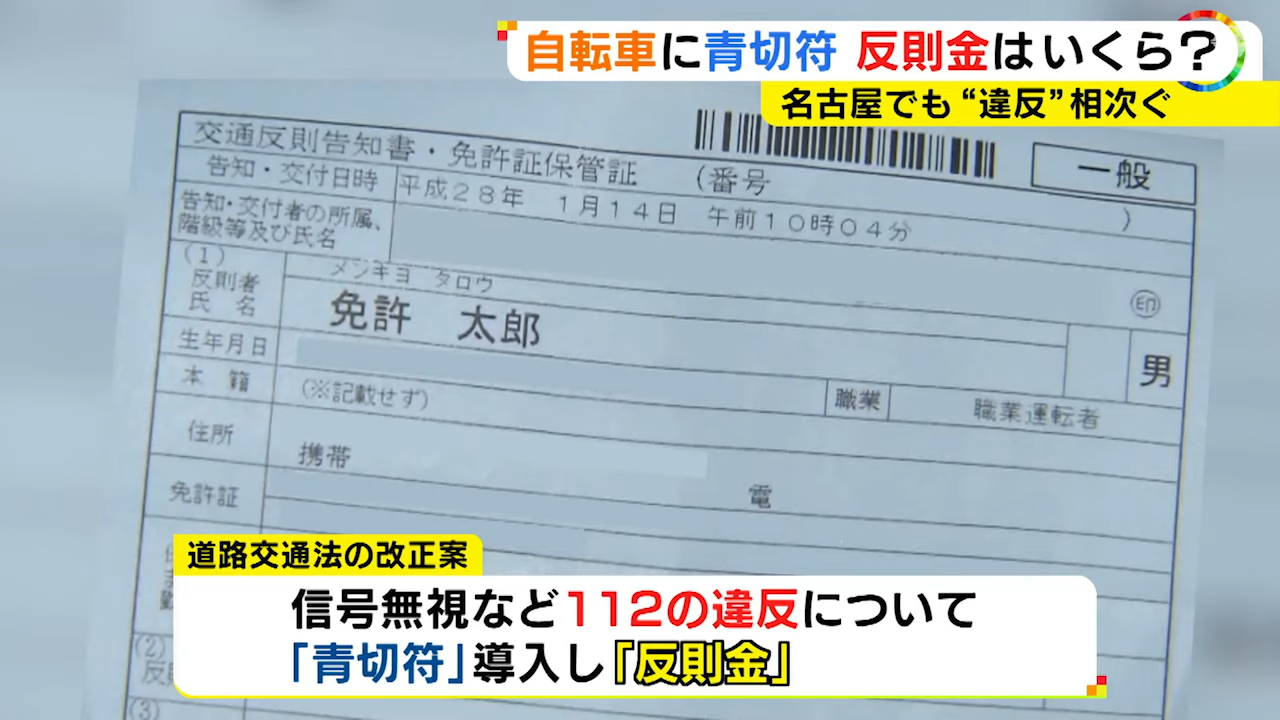 自転車に青切符 反則金はいくら?
名古屋でも“違反”相次ぐ
交通反則告知書・免許証保管証 (番号 )
一般
告知・交付日時 平成28年 1月14日 午前10時04分
告知・交付者の所属、
階級等及び氏名
印
(1)
反則者
氏 名
メンキヨ タロウ
免許 太郎
男
生年月日
本 籍 (※記載せず) 職業 職業運転者
住所
携帯
電
免許証
(2)
(3)
道路交通法の改正案
信号無視など112の違反について
「青切符」導入し「反則金」